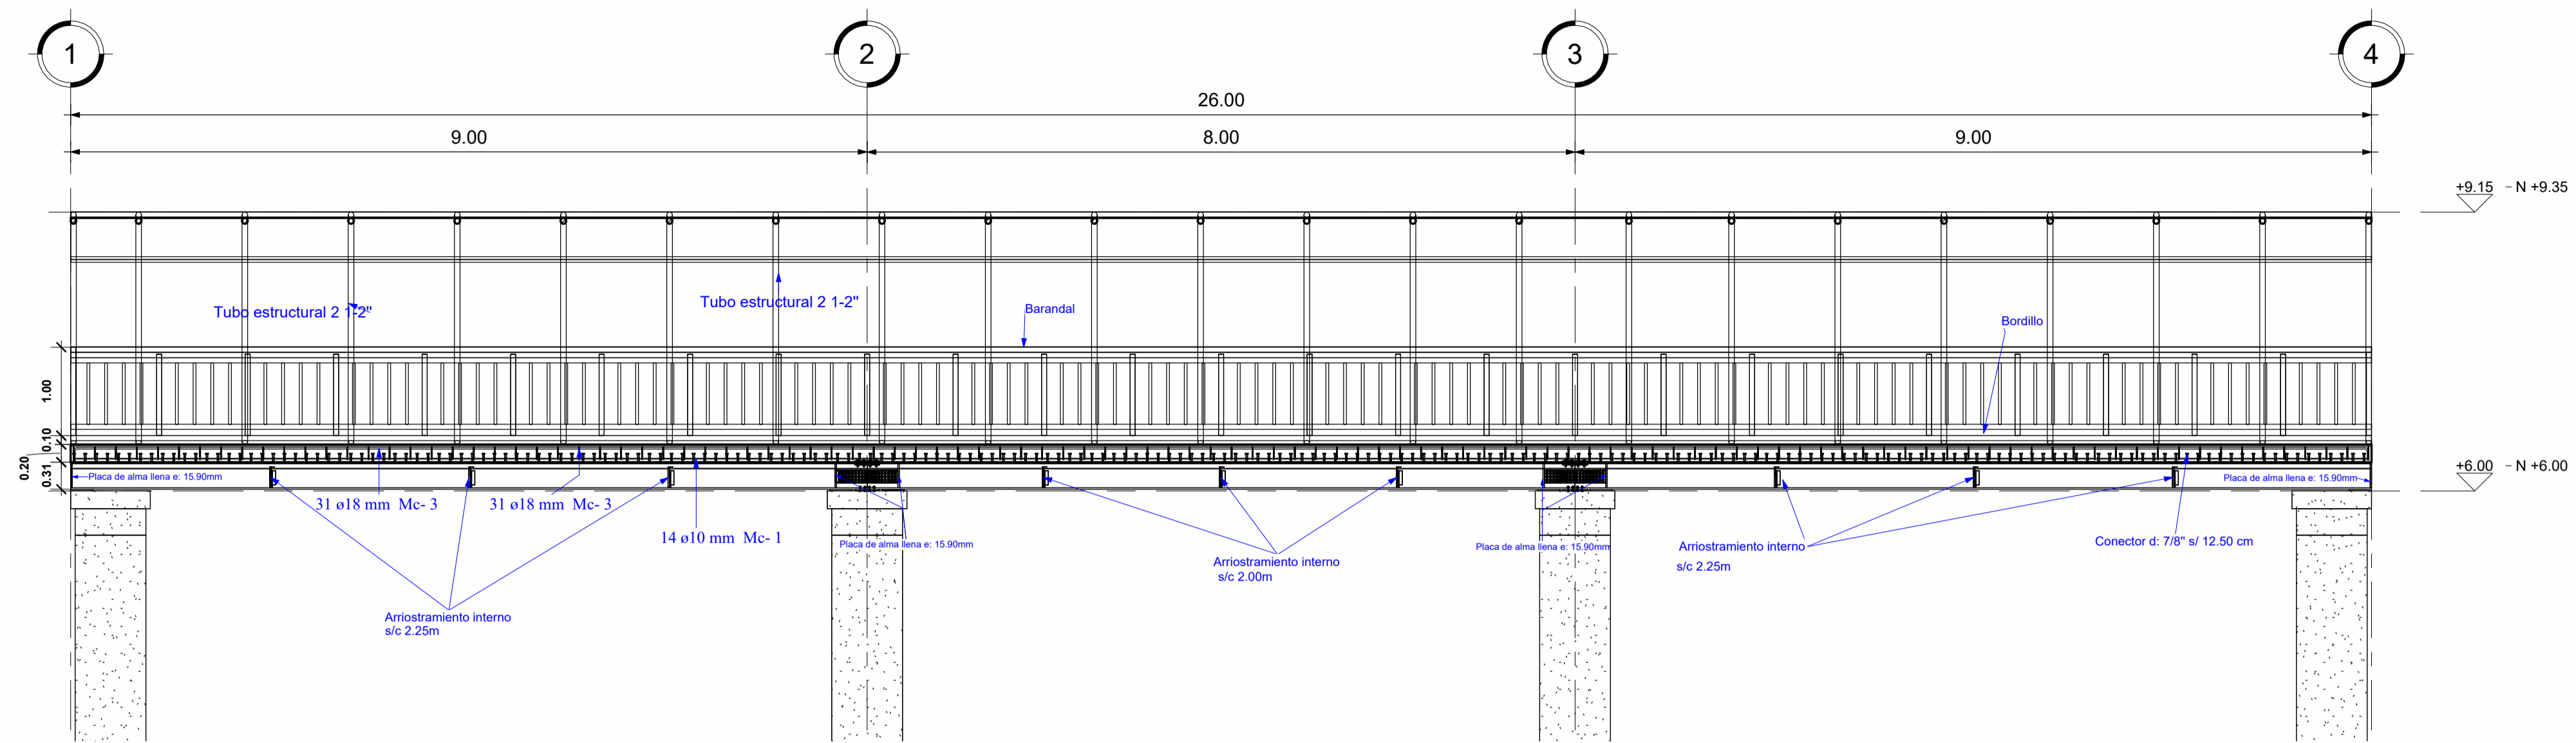 1
2
3
4
26.00
9.00
8.00
9.00
+9.15 - N +9.35
Tubo estructural 2 1-2"
Tubo estructural 2 1-2"
Barandal
Bordillo
1.00
0.10
0.20
0.31
+6.00 - N +6.00
Placa de alma llena e: 15.90mm
Placa de alma llena e: 15.90mm
31 ø18 mm Mc- 3
31 ø18 mm Mc- 3
14 ø10 mm Mc- 1
Placa de alma llena e: 15.90mm
Placa de alma llena e: 15.90mm
Conector d: 7/8" s/ 12.50 cm
Arriostramiento interno
s/c 2.00m
Arriostramiento interno
s/c 2.25m
Arriostramiento interno
s/c 2.25m